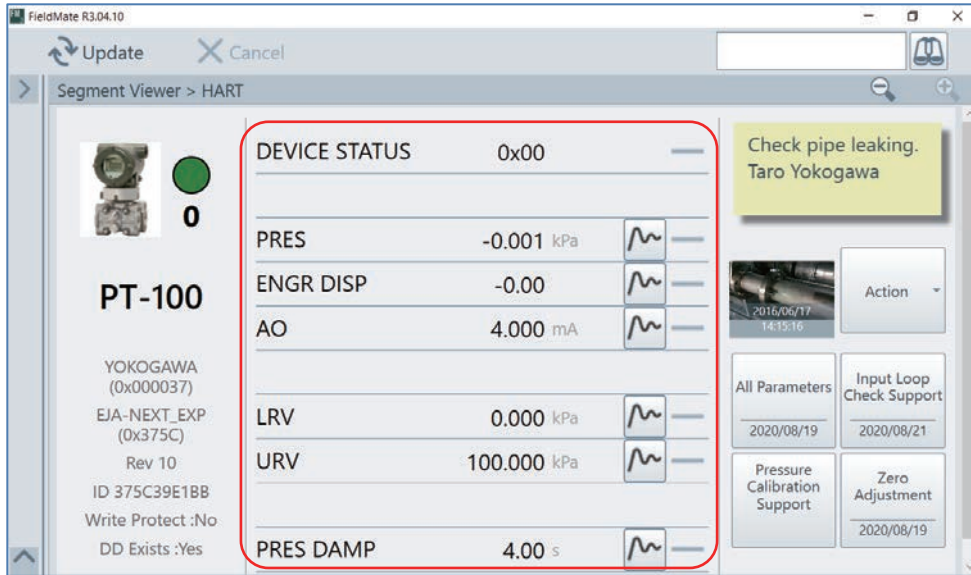 FieldMate R3.04.10
Update
Cancel
Segment Viewer > HART
0
PT-100
YOKOGAWA
(0x000037)
EJA-NEXT_EXP
(0x375C)
Rev 10
ID 375C39E1BB
Write Protect :No
DD Exists :Yes
DEVICE STATUS 0x00
PRES -0.001 kPa
ENGR DISP -0.00
AO 4.000 mA
LRV 0.000 kPa
URV 100.000 kPa
PRES DAMP 4.00 s
Check pipe leaking.
Taro Yokogawa
2016/06/17
14:15:16
Action
All Parameters
2020/08/19
Input Loop
Check Support
2020/08/21
Pressure
Calibration
Support
Zero
Adjustment
2020/08/19